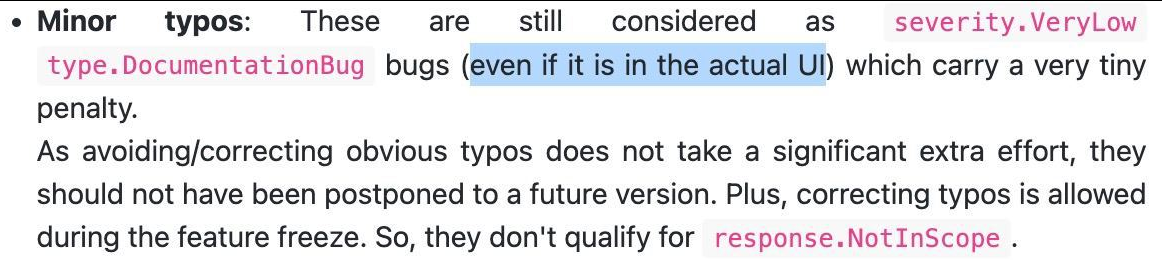 • Minor typos: These are still considered as severity.VeryLow
type.DocumentationBug bugs (even if it is in the actual UI) which carry a very tiny
penalty.
As avoiding/correcting obvious typos does not take a significant extra effort, they
should not have been postponed to a future version. Plus, correcting typos is allowed
during the feature freeze. So, they don't qualify for response.NotInScope .